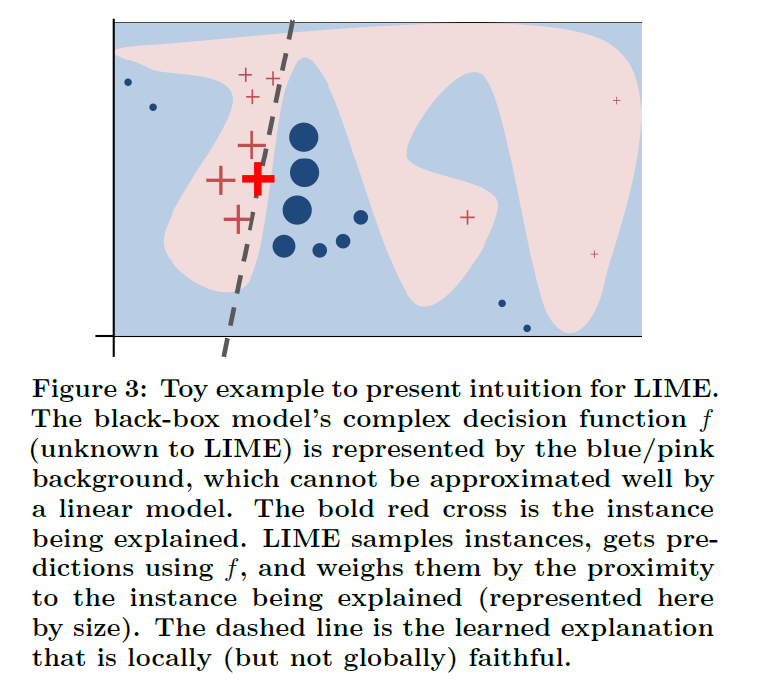 Figure 3: Toy example to present intuition for LIME.
The black-box model's complex decision function f
(unknown to LIME) is represented by the blue/pink
background, which cannot be approximated well by
a linear model. The bold red cross is the instance
being explained. LIME samples instances, gets pre-
dictions using f, and weighs them by the proximity
to the instance being explained (represented here
by size). The dashed line is the learned explanation
that is locally (but not globally) faithful.